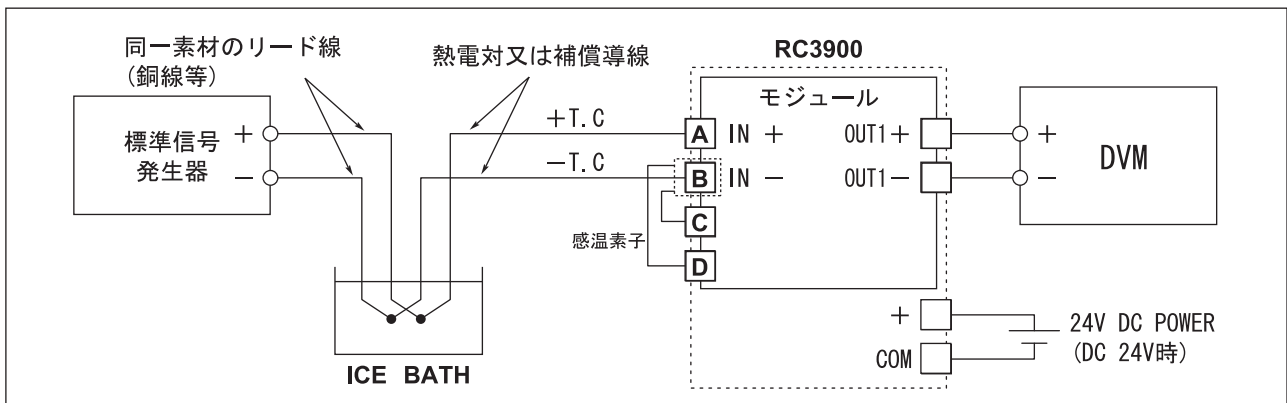 同一素材のリード線
(銅線等)
熱電対又は補償導線
RC3900
モジュール
標準信号
発生器
+
−
+T.C
−T.C
A IN +
B IN −
C
D
感温素子
OUT1+
OUT1−
+
−
DVM
ICE BATH
+
COM
24V DC POWER
(DC 24V時)